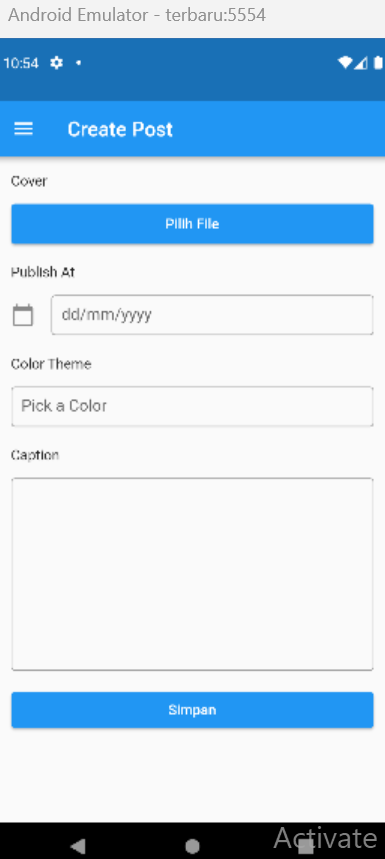 Android Emulator - terbaru:5554
10:54
Create Post
Cover
Pilih File
Publish At
dd/mm/yyyy
Color Theme
Pick a Color
Caption
Simpan
Activate